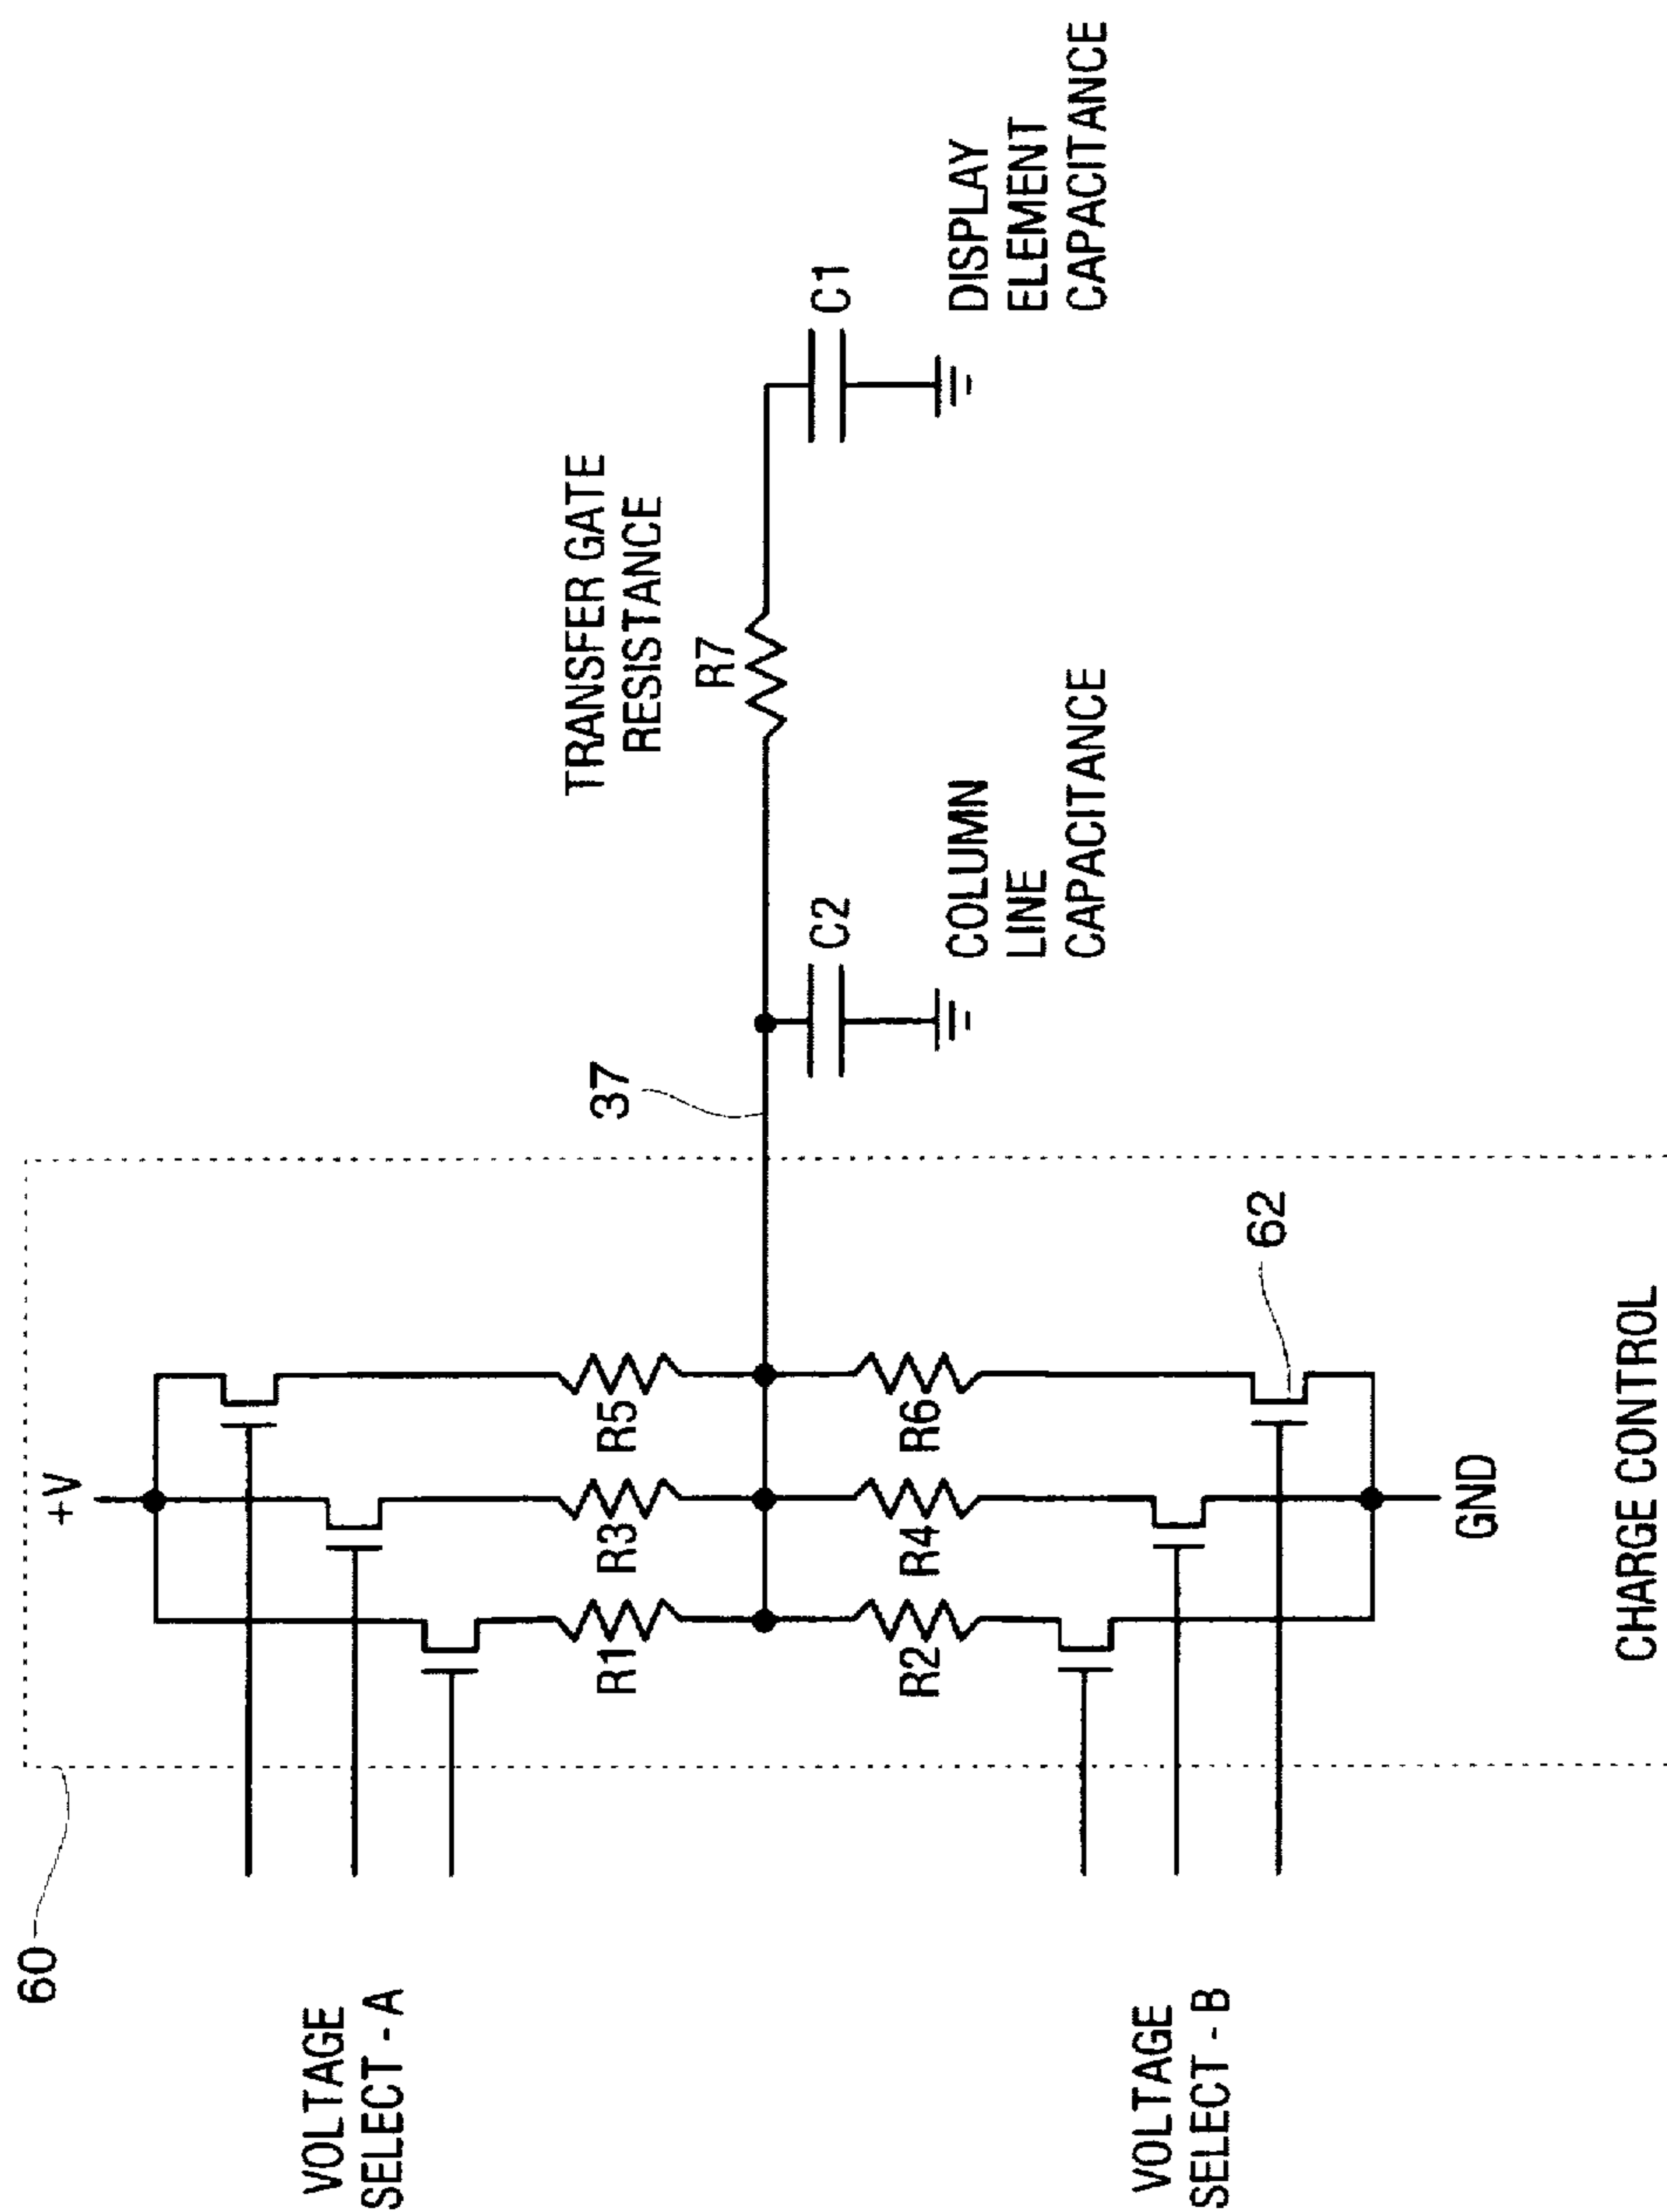 60
VOLTAGE
SELECT - A
VOLTAGE
SELECT - B
+V
R1
R3
R5
R2
R4
R6
GND
62
CHARGE CONTROL
37
C2
COLUMN
LINE
CAPACITANCE
TRANSFER GATE
RESISTANCE
R7
C1
DISPLAY
ELEMENT
CAPACITANCE